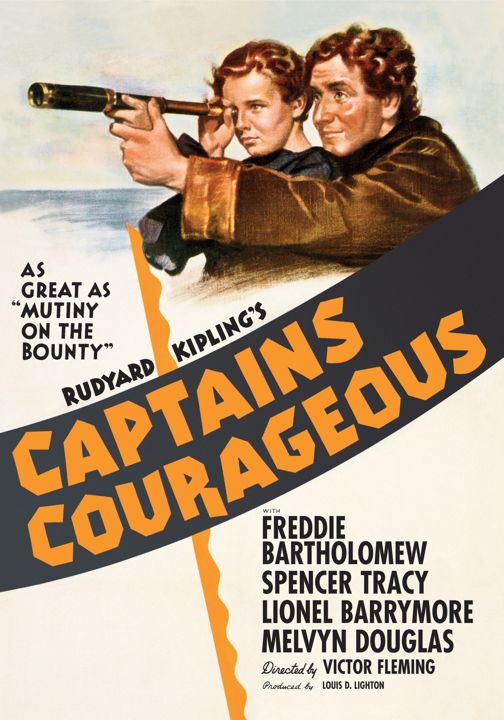 AS
GREAT AS
"MUTINY
ON THE
BOUNTY"
RUDYARD KIPLING'S
CAPTAINS
COURAGEOUS
WITH
FREDDIE
BARTHOLOMEW
SPENCER TRACY
LIONEL BARRYMORE
MELVYN DOUGLAS
Directed by VICTOR FLEMING
Produced by LOUIS D. LIGHTON